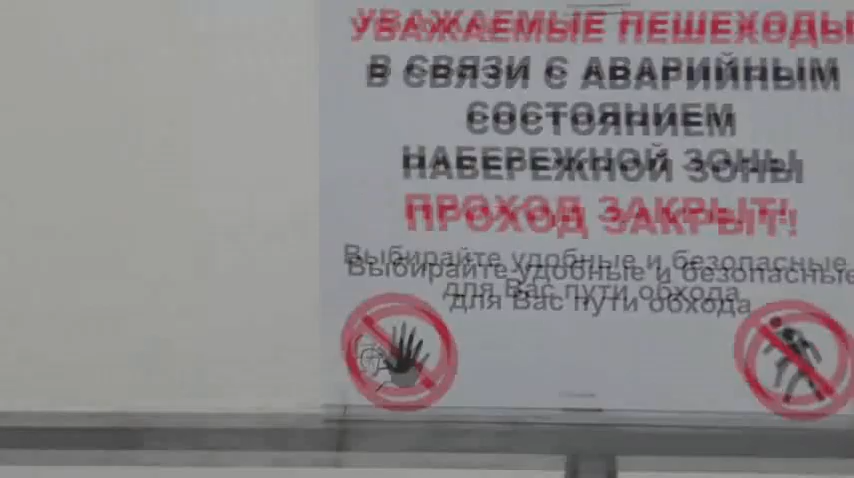 УВАЖАЕМЫЕ ПЕШЕХОДЫ
В СВЯЗИ С АВАРИЙНЫМ
СОСТОЯНИЕМ
НАБЕРЕЖНОЙ ЗОНЫ
ПРОХОД ЗАКРЫТ!
Выбирайте удобные и безопасные
для Вас пути обхода